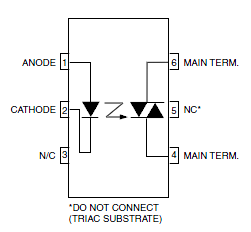 ANODE 1 6 MAIN TERM.
CATHODE 2 5 NC*
N/C 3 4 MAIN TERM.
*DO NOT CONNECT
(TRIAC SUBSTRATE)